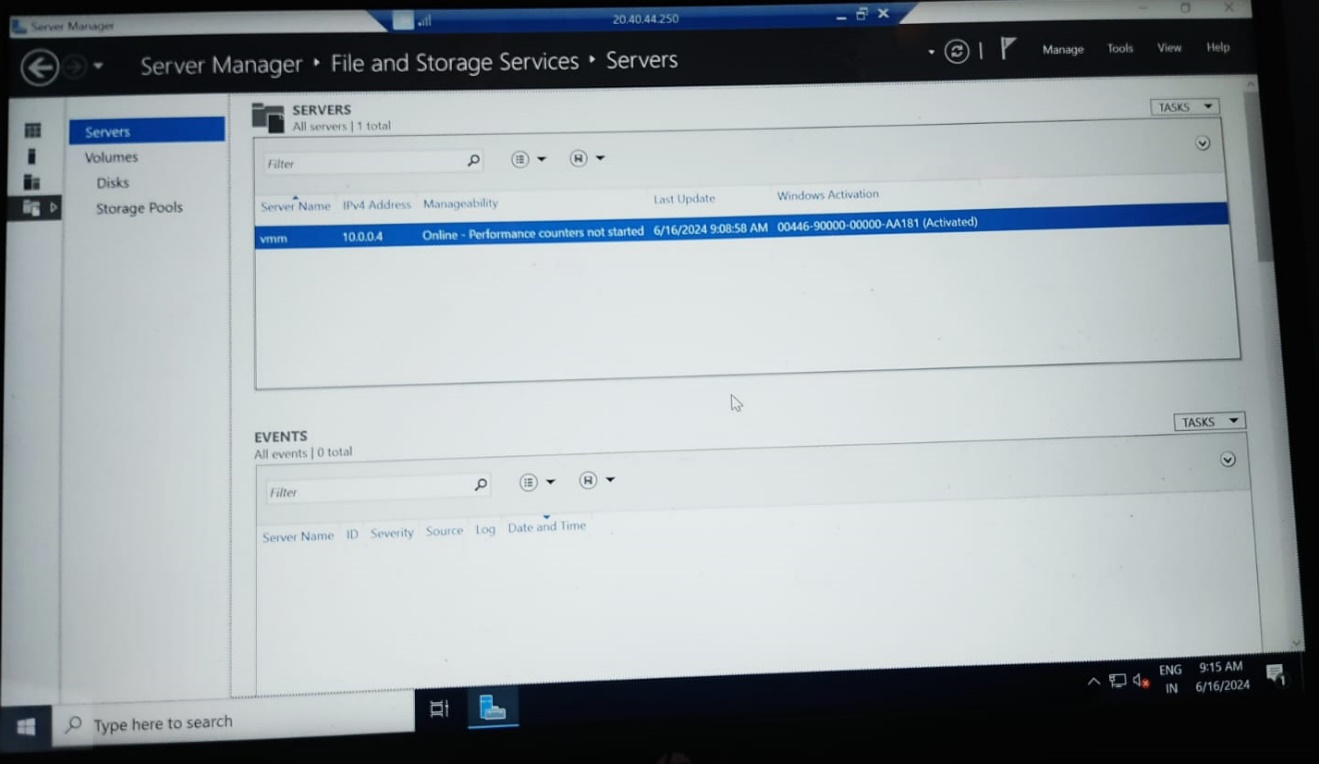 Server Manager
20.40.44.250
Server Manager ‣ File and Storage Services ‣ Servers
Manage Tools View Help
Servers
Volumes
Disks
Storage Pools
SERVERS
All servers | 1 total
TASKS
Filter
Server Name IPv4 Address Manageability Last Update Windows Activation
vmm 10.0.0.4 Online - Performance counters not started 6/16/2024 9:08:58 AM 00446-90000-00000-AA181 (Activated)
EVENTS
All events | 0 total
TASKS
Filter
Server Name ID Severity Source Log Date and Time
Type here to search
ENG
IN
9:15 AM
6/16/2024
1